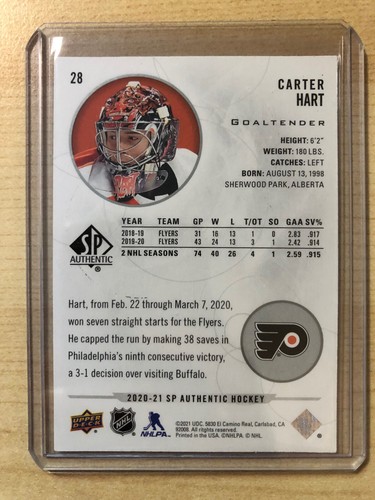 28
CARTER
HART
GOALTENDER
HEIGHT: 6'2"
WEIGHT: 180 LBS.
CATCHES: LEFT
BORN: AUGUST 13, 1998
SHERWOOD PARK, ALBERTA
SP
AUTHENTIC
YEAR TEAM GP W L T/OT SO GAA SV%
2018-19 FLYERS 31 16 13 1 0 2.83 .917
2019-20 FLYERS 43 24 13 3 1 2.42 .914
2 NHL SEASONS 74 40 26 4 1 2.59 .915
Hart, from Feb. 22 through March 7, 2020,
won seven straight starts for the Flyers.
He capped the run by making 38 saves in
Philadelphia's ninth consecutive victory,
a 3-1 decision over visiting Buffalo.
2020-21 SP AUTHENTIC HOCKEY
UPPER DECK
NHL
NHLPA
©2021 UDC. 5830 El Camino Real, Carlsbad, CA
92008. All rights reserved.
Printed in the USA. ©NHLPA. © NHL.